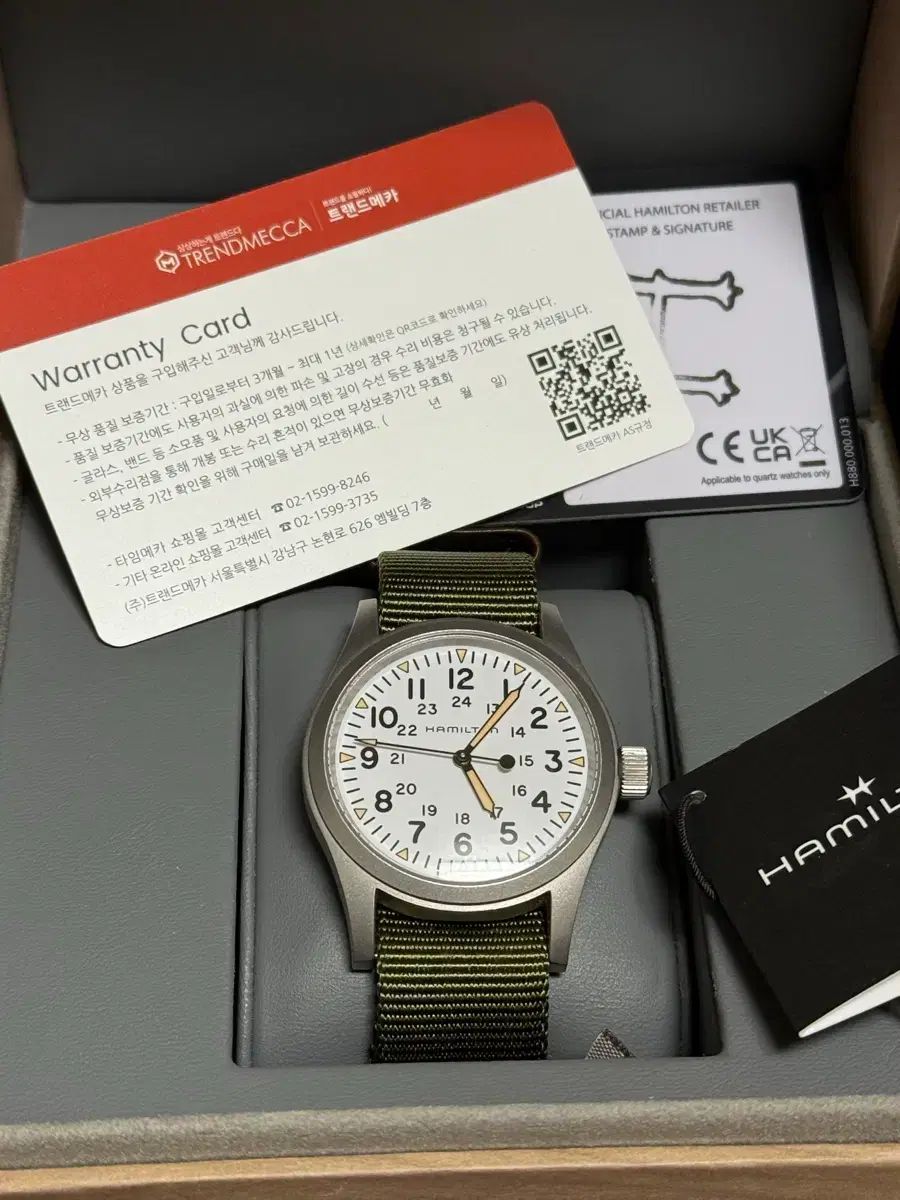 심상하는게 트렌드다
TRENDMECCA
트렌드를 쇼핑하다!
트랜드메카
Warranty Card
트랜드메카 상품을 구입해주신 고객님께 감사드립니다.
- 무상 품질 보증기간 : 구입일로부터 3개월 ~ 최대 1년 (상세확인은 QR코드로 확인하세요)
- 품질 보증기간에도 사용자의 과실에 의한 파손 및 고장의 경우 수리 비용은 청구될 수 있습니다.
- 글라스, 밴드 등 소모품 및 사용자의 요청에 의한 길이 수선 등은 품질보증 기간에도 유상 처리됩니다.
- 외부수리점을 통해 개봉 또는 수리 흔적이 있으면 무상보증기간 무효화
무상보증 기간 확인을 위해 구매일을 남겨 보관하세요. ( 년 월 일)
트랜드메카 AS규정
- 타임메카 쇼핑몰 고객센터 ☎02-1599-8246
- 기타 온라인 쇼핑몰 고객센터 ☎02-1599-3735
(주)트랜드메카 서울특별시 강남구 논현로 626 엠빌딩 7층
CIAL HAMILTON RETAILER
STAMP & SIGNATURE
CE UK CA
Applicable to quartz watches only
H880.000.013
12
11 1
24
23 13
10 2
22 14
HAMILTON
9 21 15 3
20 16
8 4
19 17
18
7 5
6
HAMIL